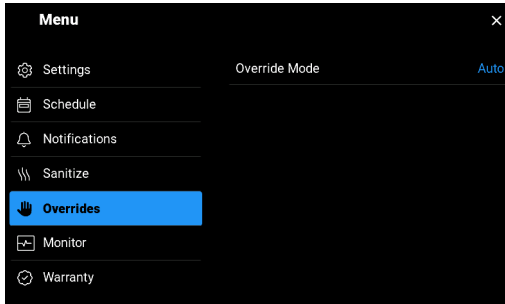 Menu
Settings
Override Mode Auto
Schedule
Notifications
Sanitize
Overrides
Monitor
Warranty